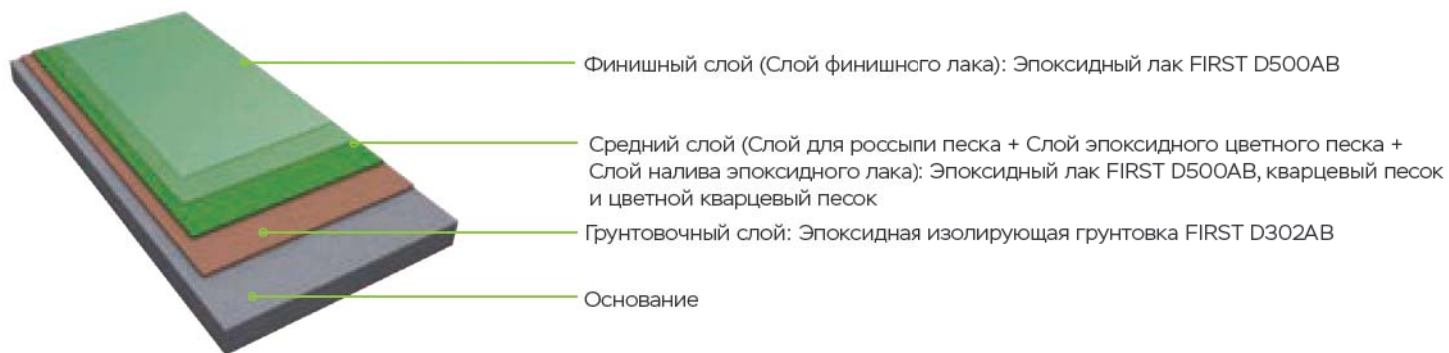 Финишный слой (Слой финишного лака): Эпоксидный лак FIRST D500AB
Средний слой (Слой для россыпи песка + Слой эпоксидного цветного песка +
Слой налива эпоксидного лака): Эпоксидный лак FIRST D500AB, кварцевый песок
и цветной кварцевый песок
Грунтовочный слой: Эпоксидная изолирующая грунтовка FIRST D302AB
Основание